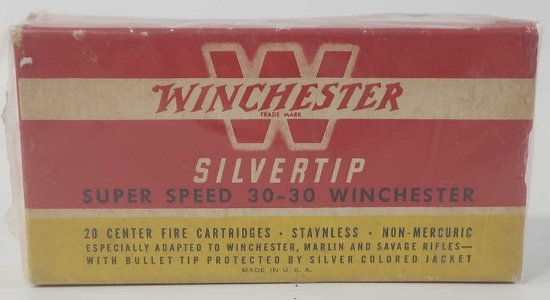 W
WINCHESTER
TRADE MARK
SILVERTIP
SUPER SPEED 30-30 WINCHESTER
20 CENTER FIRE CARTRIDGES · STAYNLESS · NON-MERCURIC
ESPECIALLY ADAPTED TO WINCHESTER, MARLIN AND SAVAGE RIFLES—
WITH BULLET TIP PROTECTED BY SILVER COLORED JACKET
MADE IN U. S. A.